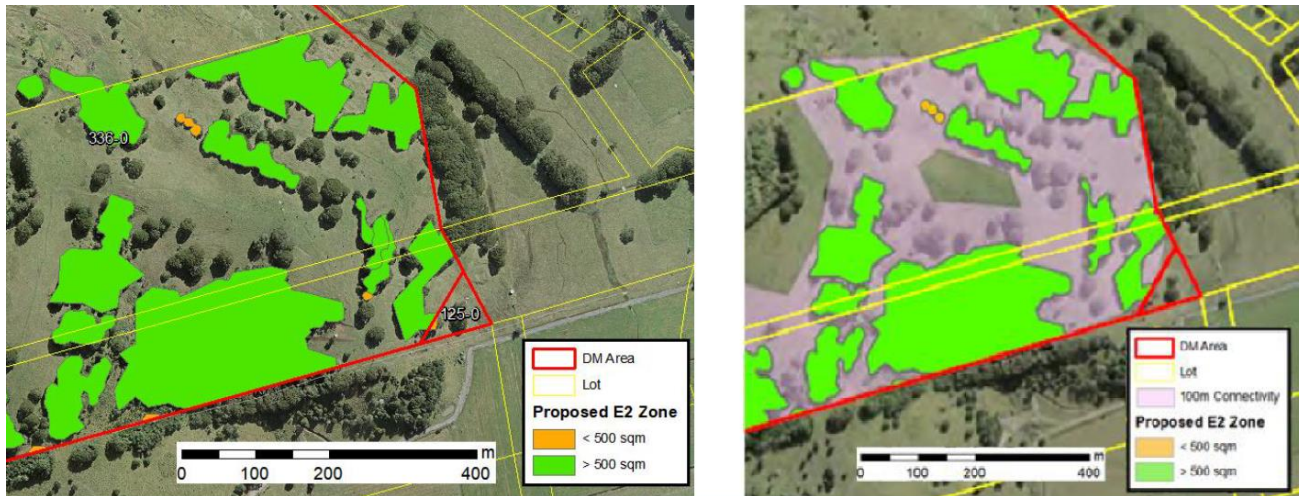 336-0
125-0
DM Area
Lot
Proposed E2 Zone
< 500 sqm
> 500 sqm
m
0 100 200 400
DM Area
Lot
100m Connectivity
Proposed E2 Zone
< 500 sqm
> 500 sqm
m
0 100 200 400